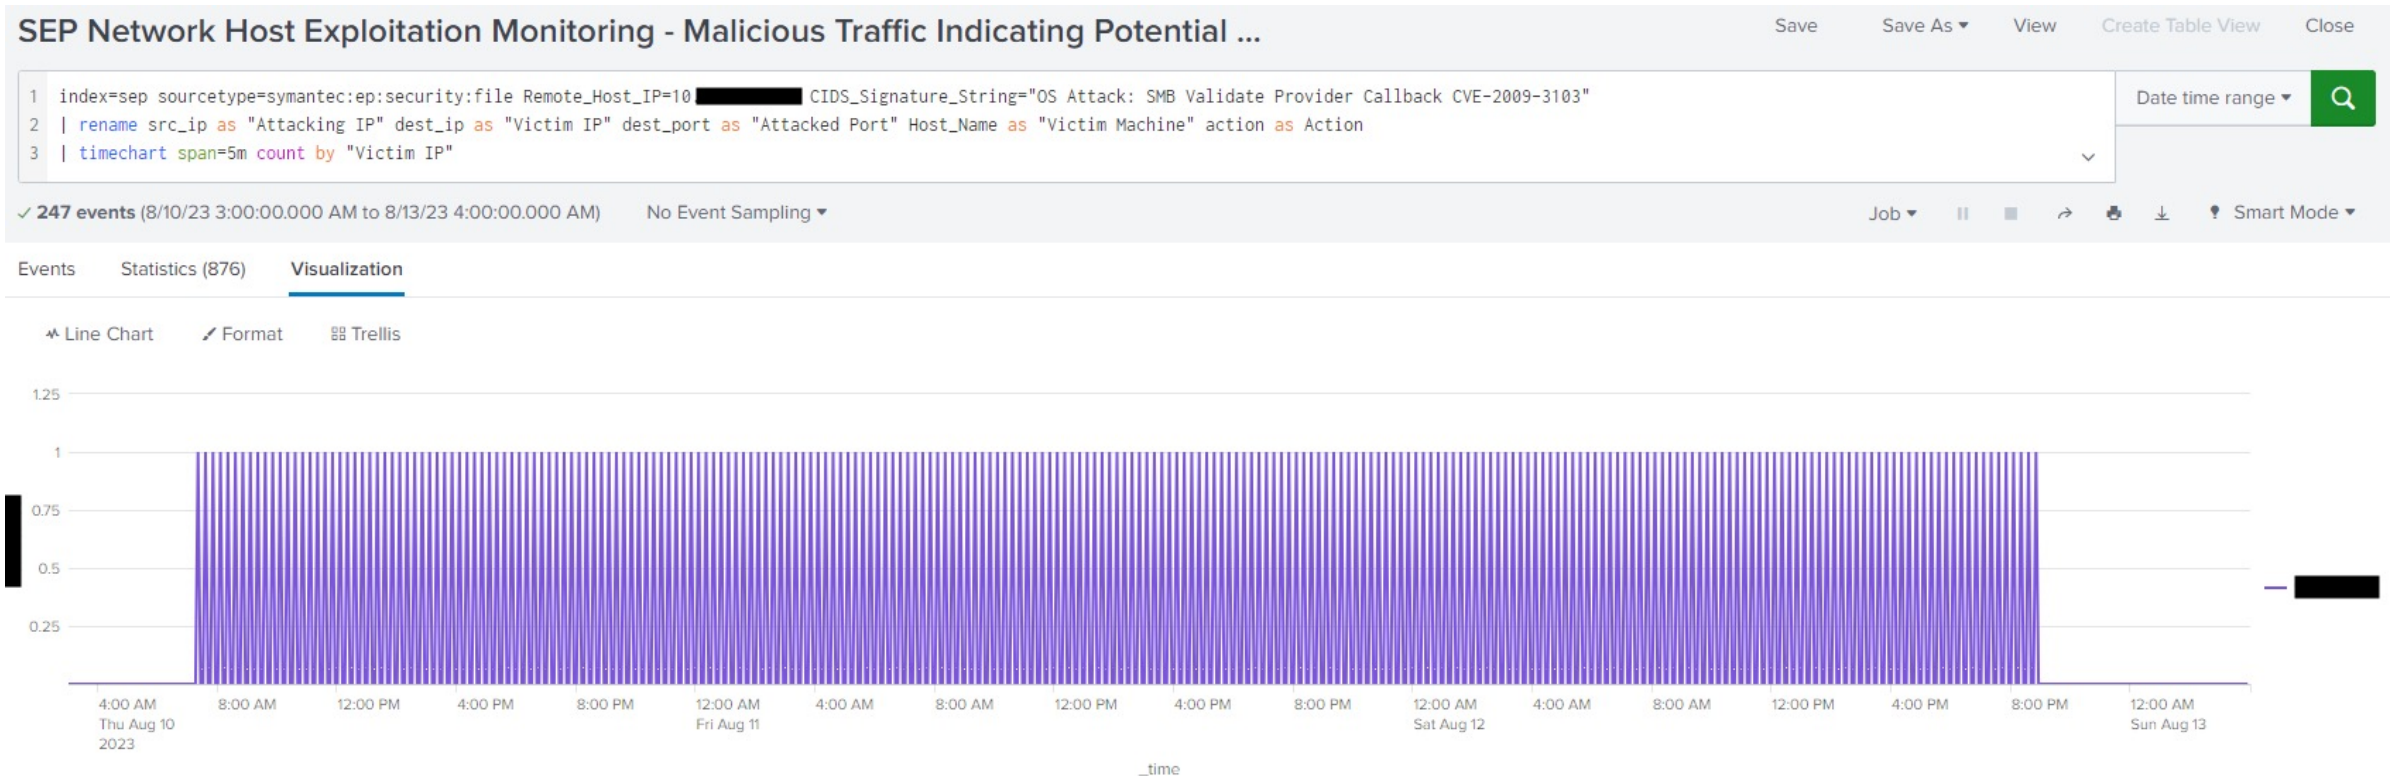 SEP Network Host Exploitation Monitoring - Malicious Traffic Indicating Potential ...
Save Save As View Create Table View Close
1 index=sep sourcetype=symantec:ep:security:file Remote_Host_IP=10 CIDS_Signature_String="OS Attack: SMB Validate Provider Callback CVE-2009-3103"
2 | rename src_ip as "Attacking IP" dest_ip as "Victim IP" dest_port as "Attacked Port" Host_Name as "Victim Machine" action as Action
3 | timechart span=5m count by "Victim IP"
Date time range
247 events (8/10/23 3:00:00.000 AM to 8/13/23 4:00:00.000 AM) No Event Sampling
Job Smart Mode
Events Statistics (876) Visualization
Line Chart Format Trellis
1.25
1
0.75
0.5
0.25
4:00 AM 8:00 AM 12:00 PM 4:00 PM 8:00 PM 12:00 AM 4:00 AM 8:00 AM 12:00 PM 4:00 PM 8:00 PM 12:00 AM 4:00 AM 8:00 AM 12:00 PM 4:00 PM 8:00 PM 12:00 AM
Thu Aug 10 Fri Aug 11 Sat Aug 12 Sun Aug 13
2023
_time